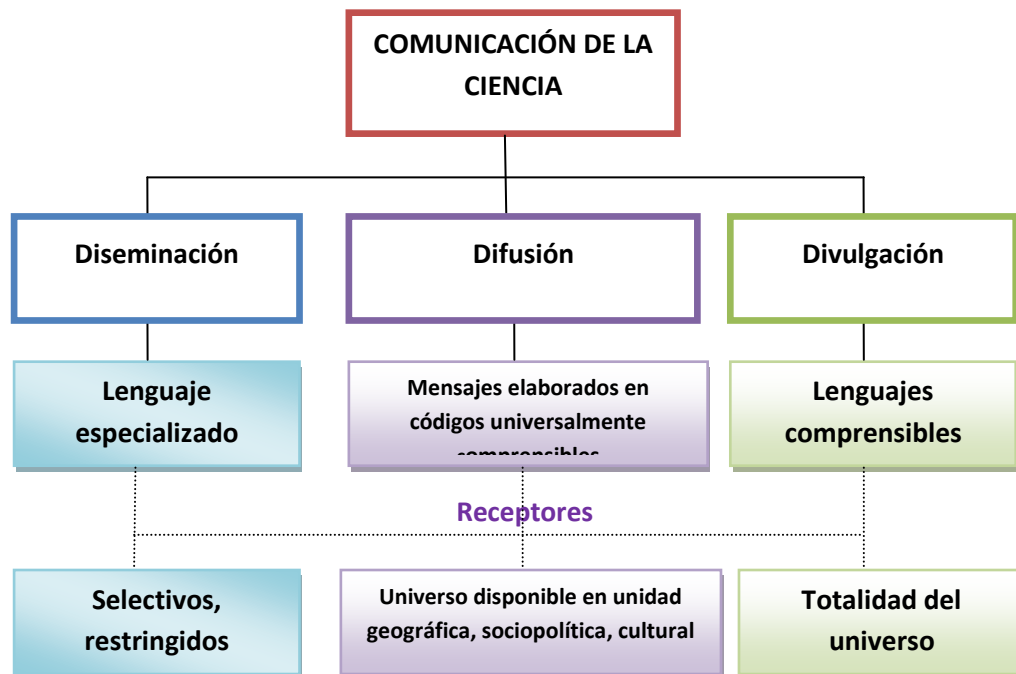 COMUNICACIÓN DE LA
CIENCIA
Diseminación
Difusión
Divulgación
Lenguaje
especializado
Mensajes elaborados en
códigos universalmente
comprensibles
Lenguajes
comprensibles
Receptores
Selectivos,
restringidos
Universo disponible en unidad
geográfica, sociopolítica, cultural
Totalidad del
universo